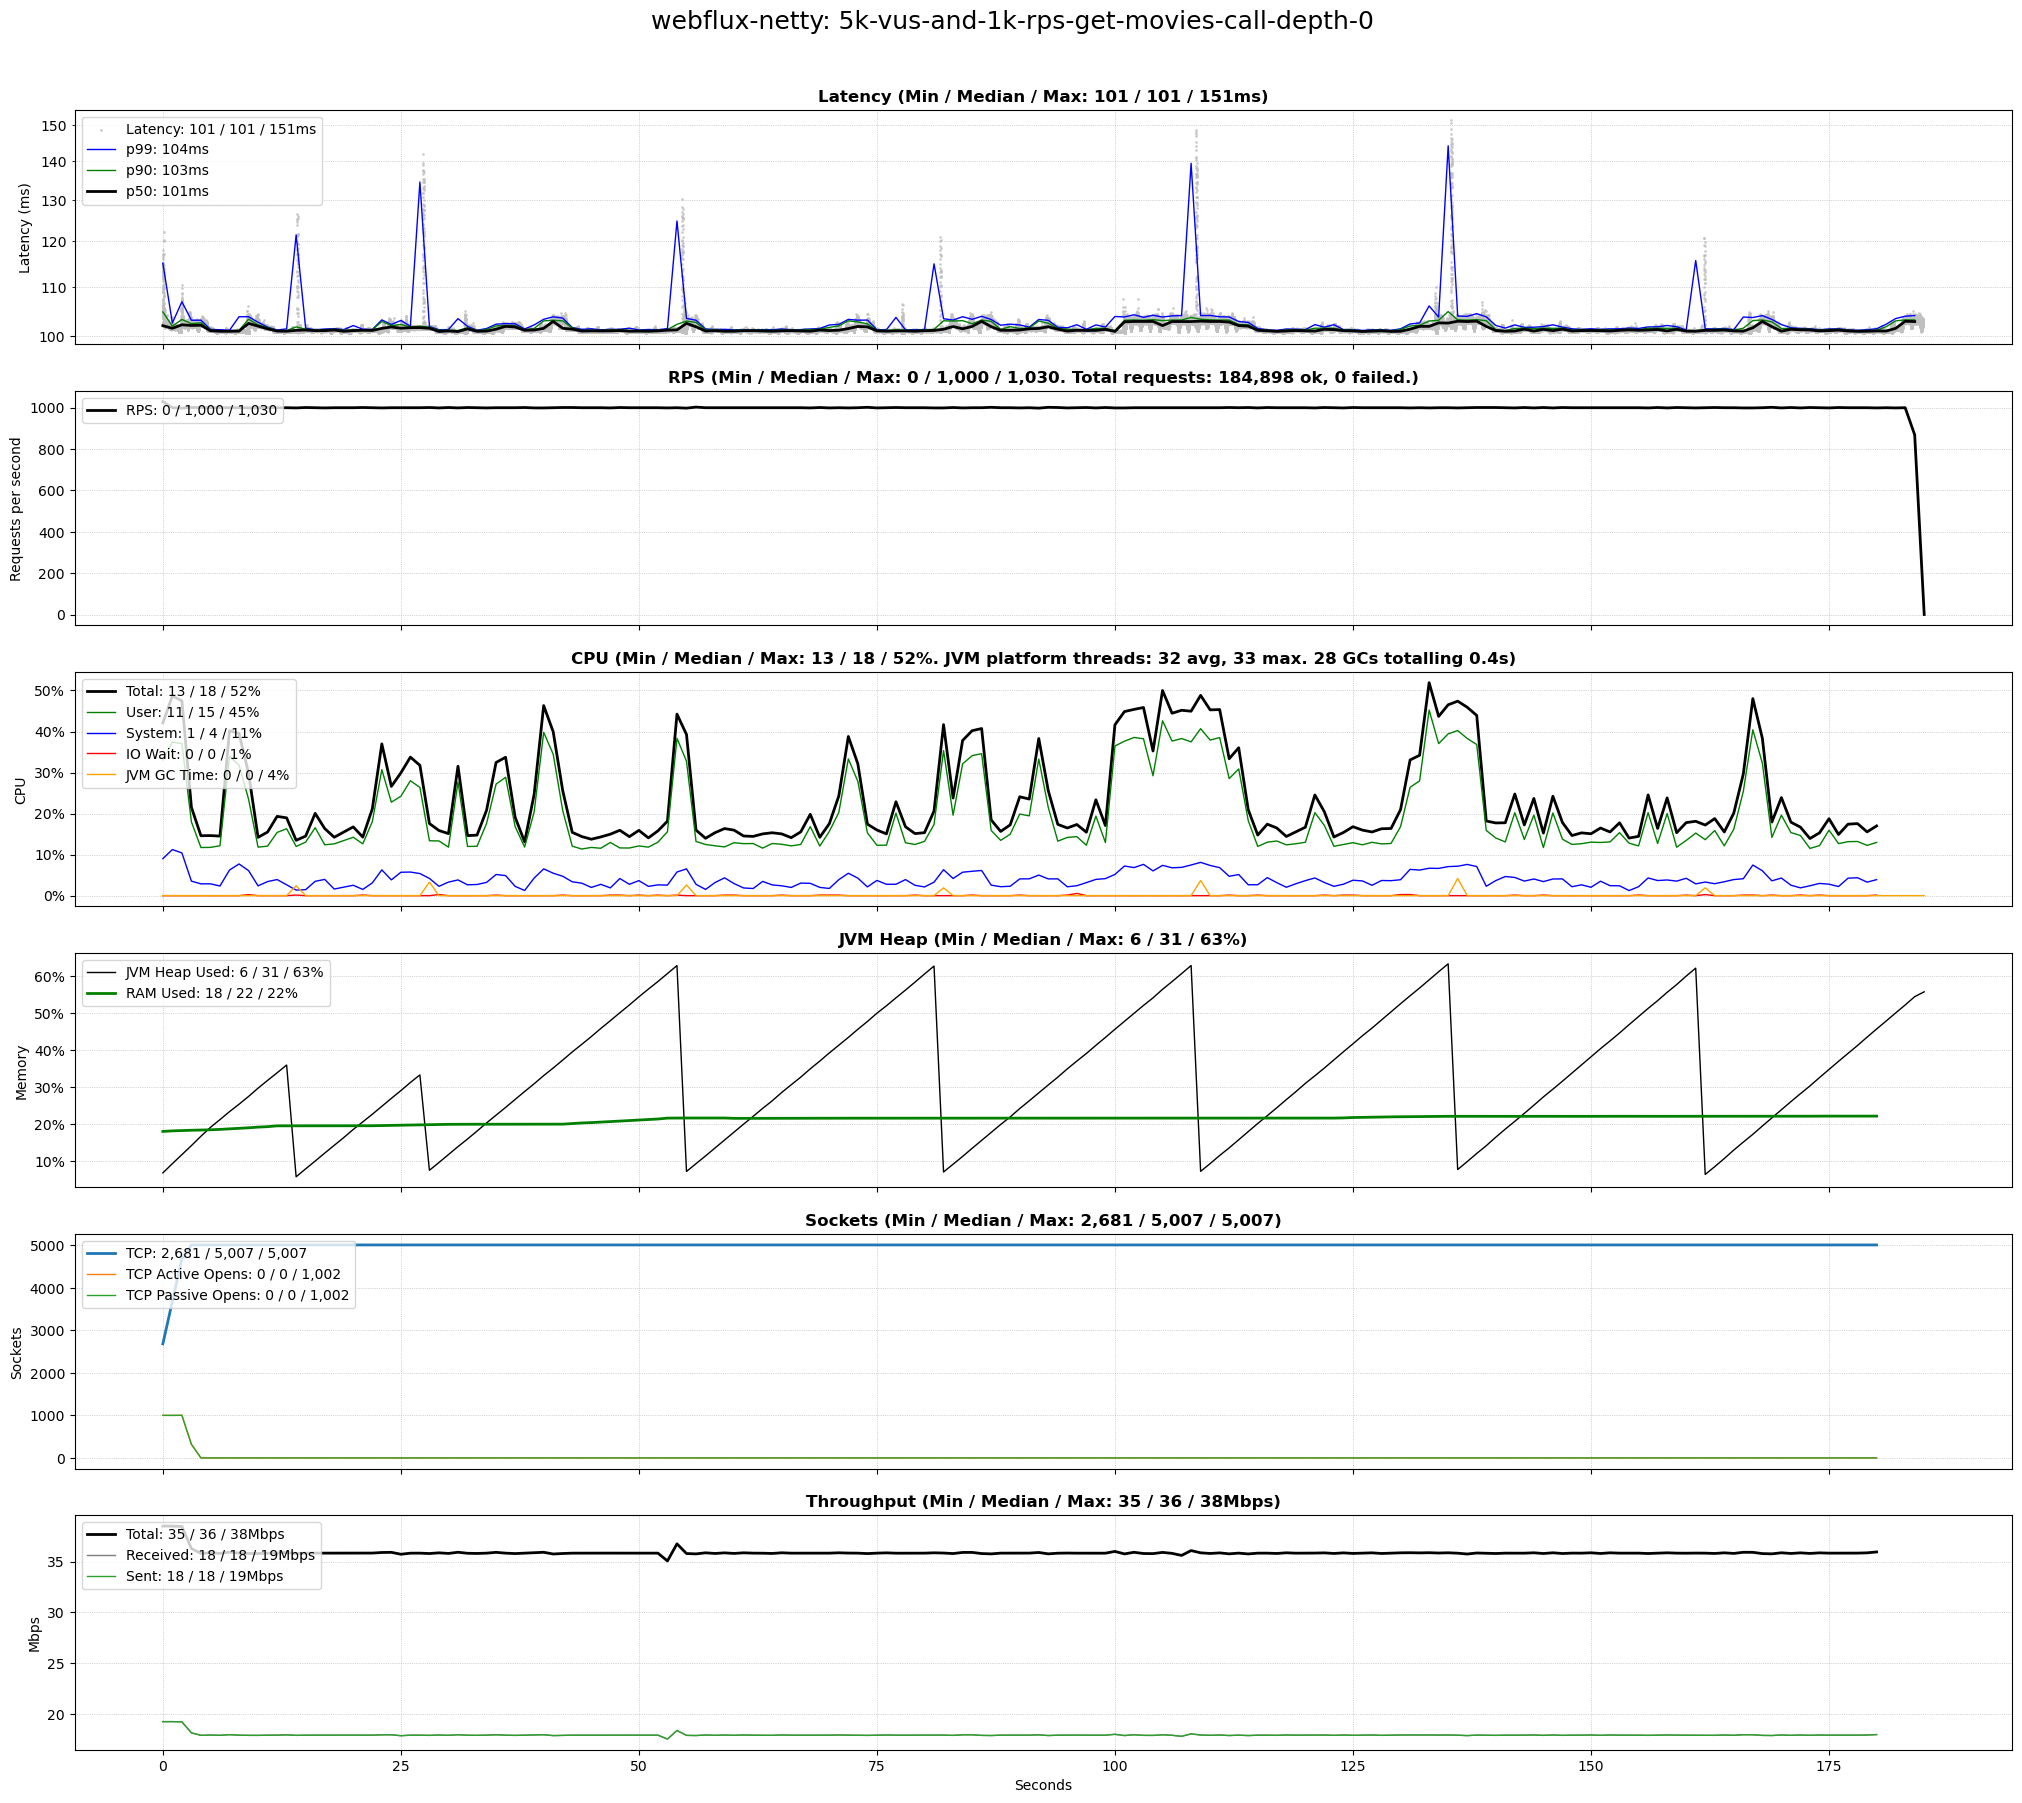 webflux-netty: 5k-vus-and-1k-rps-get-movies-call-depth-0
Latency (Min / Median / Max: 101 / 101 / 151ms)
Latency (ms)
150
140
130
120
110
100
Latency: 101 / 101 / 151ms
p99: 104ms
p90: 103ms
p50: 101ms
RPS (Min / Median / Max: 0 / 1,000 / 1,030. Total requests: 184,898 ok, 0 failed.)
Requests per second
1000
800
600
400
200
0
RPS: 0 / 1,000 / 1,030
CPU (Min / Median / Max: 13 / 18 / 52%. JVM platform threads: 32 avg, 33 max. 28 GCs totalling 0.4s)
CPU
50%
40%
30%
20%
10%
0%
Total: 13 / 18 / 52%
User: 11 / 15 / 45%
System: 1 / 4 / 11%
IO Wait: 0 / 0 / 1%
JVM GC Time: 0 / 0 / 4%
JVM Heap (Min / Median / Max: 6 / 31 / 63%)
Memory
60%
50%
40%
30%
20%
10%
JVM Heap Used: 6 / 31 / 63%
RAM Used: 18 / 22 / 22%
Sockets (Min / Median / Max: 2,681 / 5,007 / 5,007)
Sockets
5000
4000
3000
2000
1000
0
TCP: 2,681 / 5,007 / 5,007
TCP Active Opens: 0 / 0 / 1,002
TCP Passive Opens: 0 / 0 / 1,002
Throughput (Min / Median / Max: 35 / 36 / 38Mbps)
Mbps
35
30
25
20
Total: 35 / 36 / 38Mbps
Received: 18 / 18 / 19Mbps
Sent: 18 / 18 / 19Mbps
0 25 50 75 100 125 150 175
Seconds